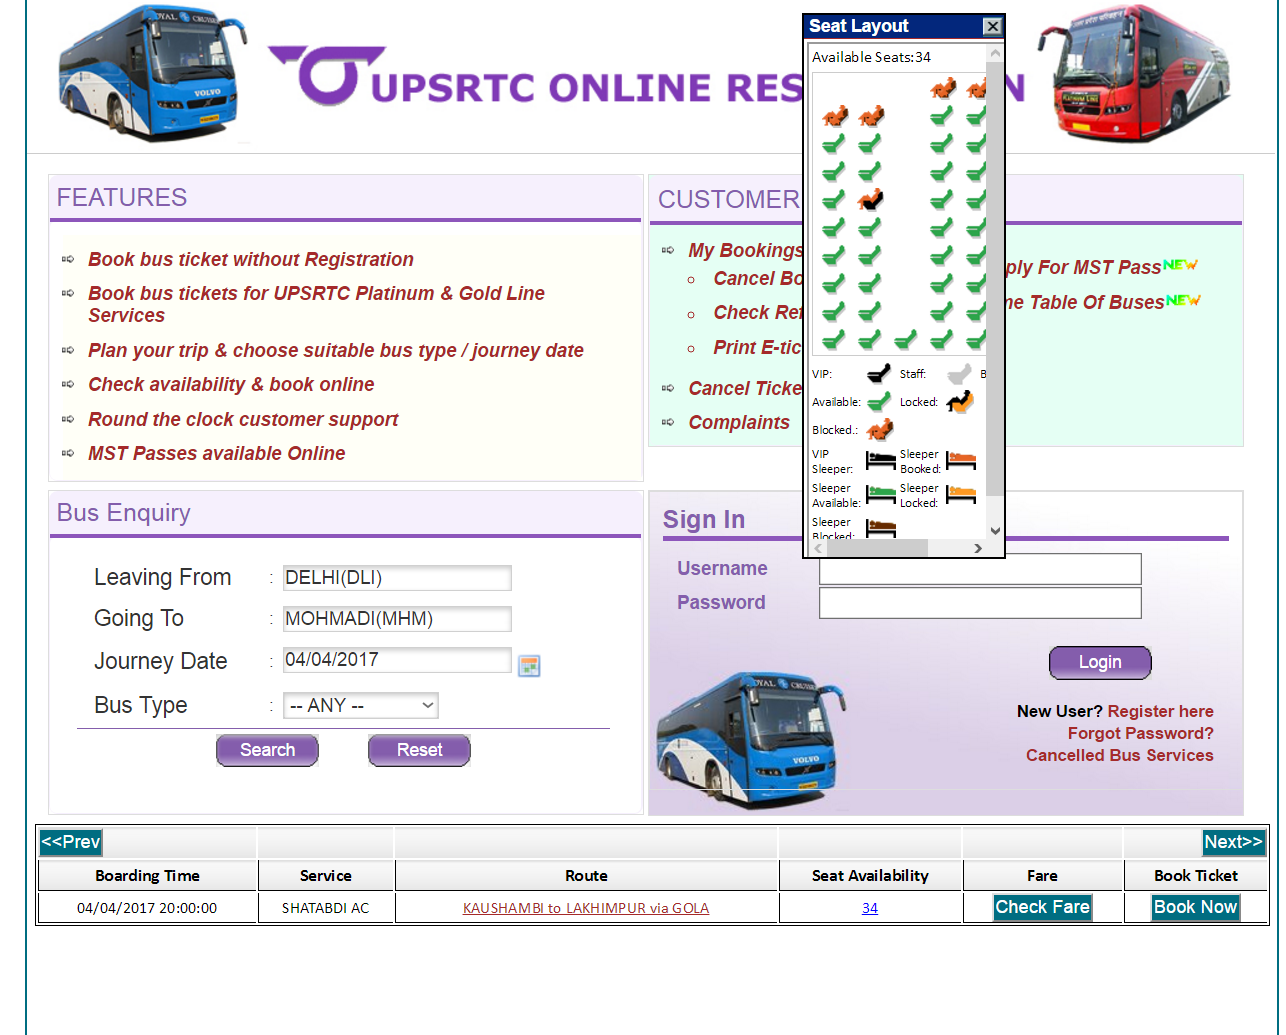 UPSRTC ONLINE RES
N
Seat Layout
Available Seats:34
VIP:
Staff:
B
Available:
Locked:
Blocked.:
VIP
Sleeper:
Sleeper
Booked:
Sleeper
Available:
Sleeper
Locked:
Sleeper
Blocked:
FEATURES
Book bus ticket without Registration
Book bus tickets for UPSRTC Platinum & Gold Line
Services
Plan your trip & choose suitable bus type / journey date
Check availability & book online
Round the clock customer support
MST Passes available Online
CUSTOMER
My Bookings
Cancel Bo
Check Ref
Print E-tic
Cancel Ticke
Complaints
ply For MST Pass NEW
ne Table Of Buses NEW
Bus Enquiry
Leaving From : DELHI(DLI)
Going To : MOHMADI(MHM)
Journey Date : 04/04/2017
Bus Type : -- ANY --
Search Reset
Sign In
Username
Password
Login
New User? Register here
Forgot Password?
Cancelled Bus Services
VOLVO
<<Prev Next>>
Boarding Time Service Route Seat Availability Fare Book Ticket
04/04/2017 20:00:00 SHATABDI AC KAUSHAMBI to LAKHIMPUR via GOLA 34 Check Fare Book Now